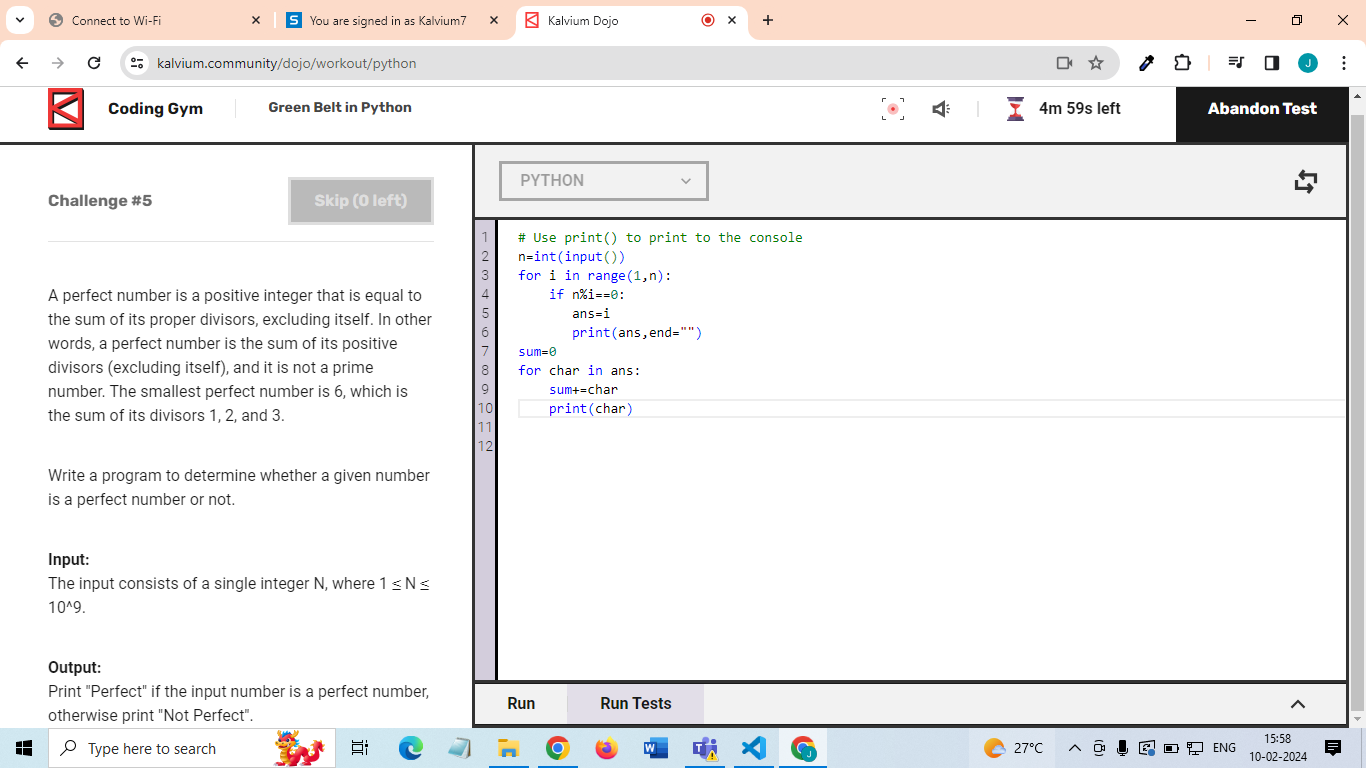 Connect to Wi-Fi
You are signed in as Kalvium7
Kalvium Dojo
kalvium.community/dojo/workout/python
J
Coding Gym
Green Belt in Python
4m 59s left
Abandon Test
Challenge #5
Skip (0 left)
A perfect number is a positive integer that is equal to
the sum of its proper divisors, excluding itself. In other
words, a perfect number is the sum of its positive
divisors (excluding itself), and it is not a prime
number. The smallest perfect number is 6, which is
the sum of its divisors 1, 2, and 3.
Write a program to determine whether a given number
is a perfect number or not.
Input:
The input consists of a single integer N, where 1 ≤ N ≤
10^9.
Output:
Print "Perfect" if the input number is a perfect number,
otherwise print "Not Perfect".
PYTHON
1 # Use print() to print to the console
2 n=int(input())
3 for i in range(1,n):
4 if n%i==0:
5 ans=i
6 print(ans,end="")
7 sum=0
8 for char in ans:
9 sum+=char
10 print(char)
11
12
Run
Run Tests
Type here to search
27°C
ENG
15:58
10-02-2024